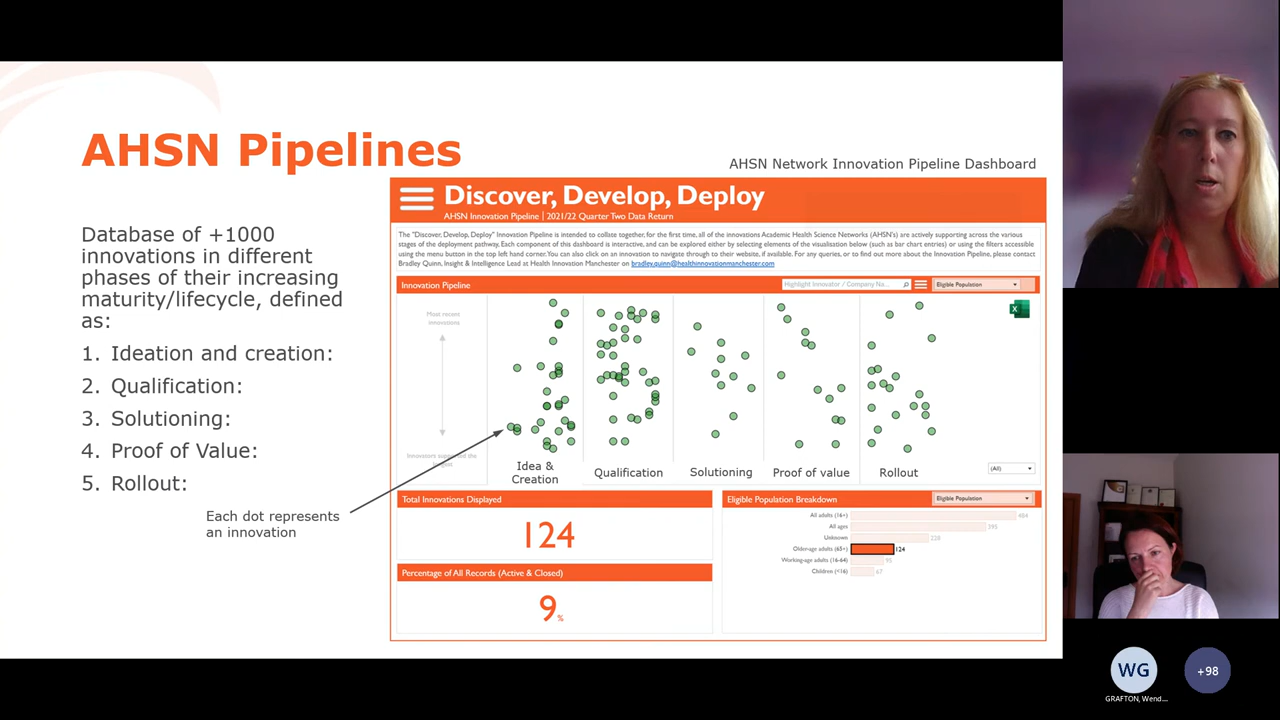 AHSN Pipelines
AHSN Network Innovation Pipeline Dashboard
Database of +1000
innovations in different
phases of their increasing
maturity/lifecycle, defined
as:
1. Ideation and creation:
2. Qualification:
3. Solutioning:
4. Proof of Value:
5. Rollout:
Each dot represents
an innovation
Discover, Develop, Deploy
AHSN Innovation Pipeline | 2021/22 Quarter Two Data Return
The "Discover, Develop, Deploy" Innovation Pipeline is intended to collate together, for the first time, all of the innovations Academic Health Science Networks (AHSN's) are actively supporting across the various
stages of the deployment pathway. Each component of this dashboard is interactive, and can be explored either by selecting elements of the visualisation below (such as bar chart entries) or using the filters accessible
using the menu button in the top left hand corner. You can also click on an innovation to navigate through to their website, if available. For any queries, or to find out more about the Innovation Pipeline, please contact
Bradley Quinn, Insight & Intelligence Lead at Health Innovation Manchester on bradley.quinn@healthinnovationmanchester.com
Innovation Pipeline
Highlight Innovator / Company Na...
Eligible Population
Most recent
innovations
Innovators supported the
longest
Idea &
Creation
Qualification
Solutioning
Proof of value
Rollout
(All)
Total Innovations Displayed
124
Percentage of All Records (Active & Closed)
9%
Eligible Population Breakdown
Eligible Population
All adults (16+) 484
All ages 395
Unknown 228
Older-age adults (65+) 124
Working-age adults (16-64) 95
Children (<16) 67
WG
+98
GRAFTON, Wend...